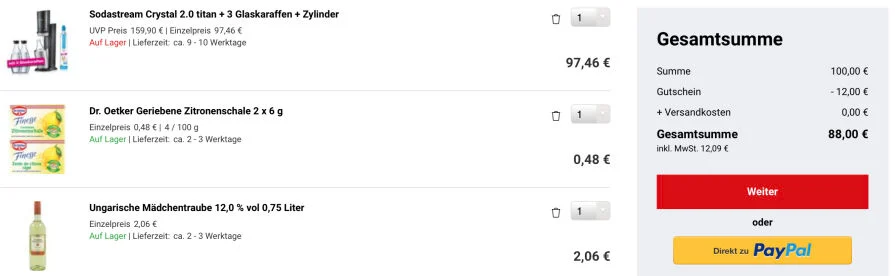 Sodastream Crystal 2.0 titan + 3 Glaskaraffen + Zylinder
UVP Preis 159,90 € | Einzelpreis 97,46 €
Auf Lager | Lieferzeit: ca. 9 - 10 Werktage
1
97,46 €
Dr. Oetker Geriebene Zitronenschale 2 x 6 g
Einzelpreis 0,48 € | 4 / 100 g
Auf Lager | Lieferzeit: ca. 2 - 3 Werktage
1
0,48 €
Ungarische Mädchentraube 12,0 % vol 0,75 Liter
Einzelpreis 2,06 €
Auf Lager | Lieferzeit: ca. 2 - 3 Werktage
1
2,06 €
Gesamtsumme
Summe 100,00 €
Gutschein - 12,00 €
+ Versandkosten 0,00 €
Gesamtsumme 88,00 €
inkl. MwSt. 12,09 €
Weiter
oder
Direkt zu PayPal